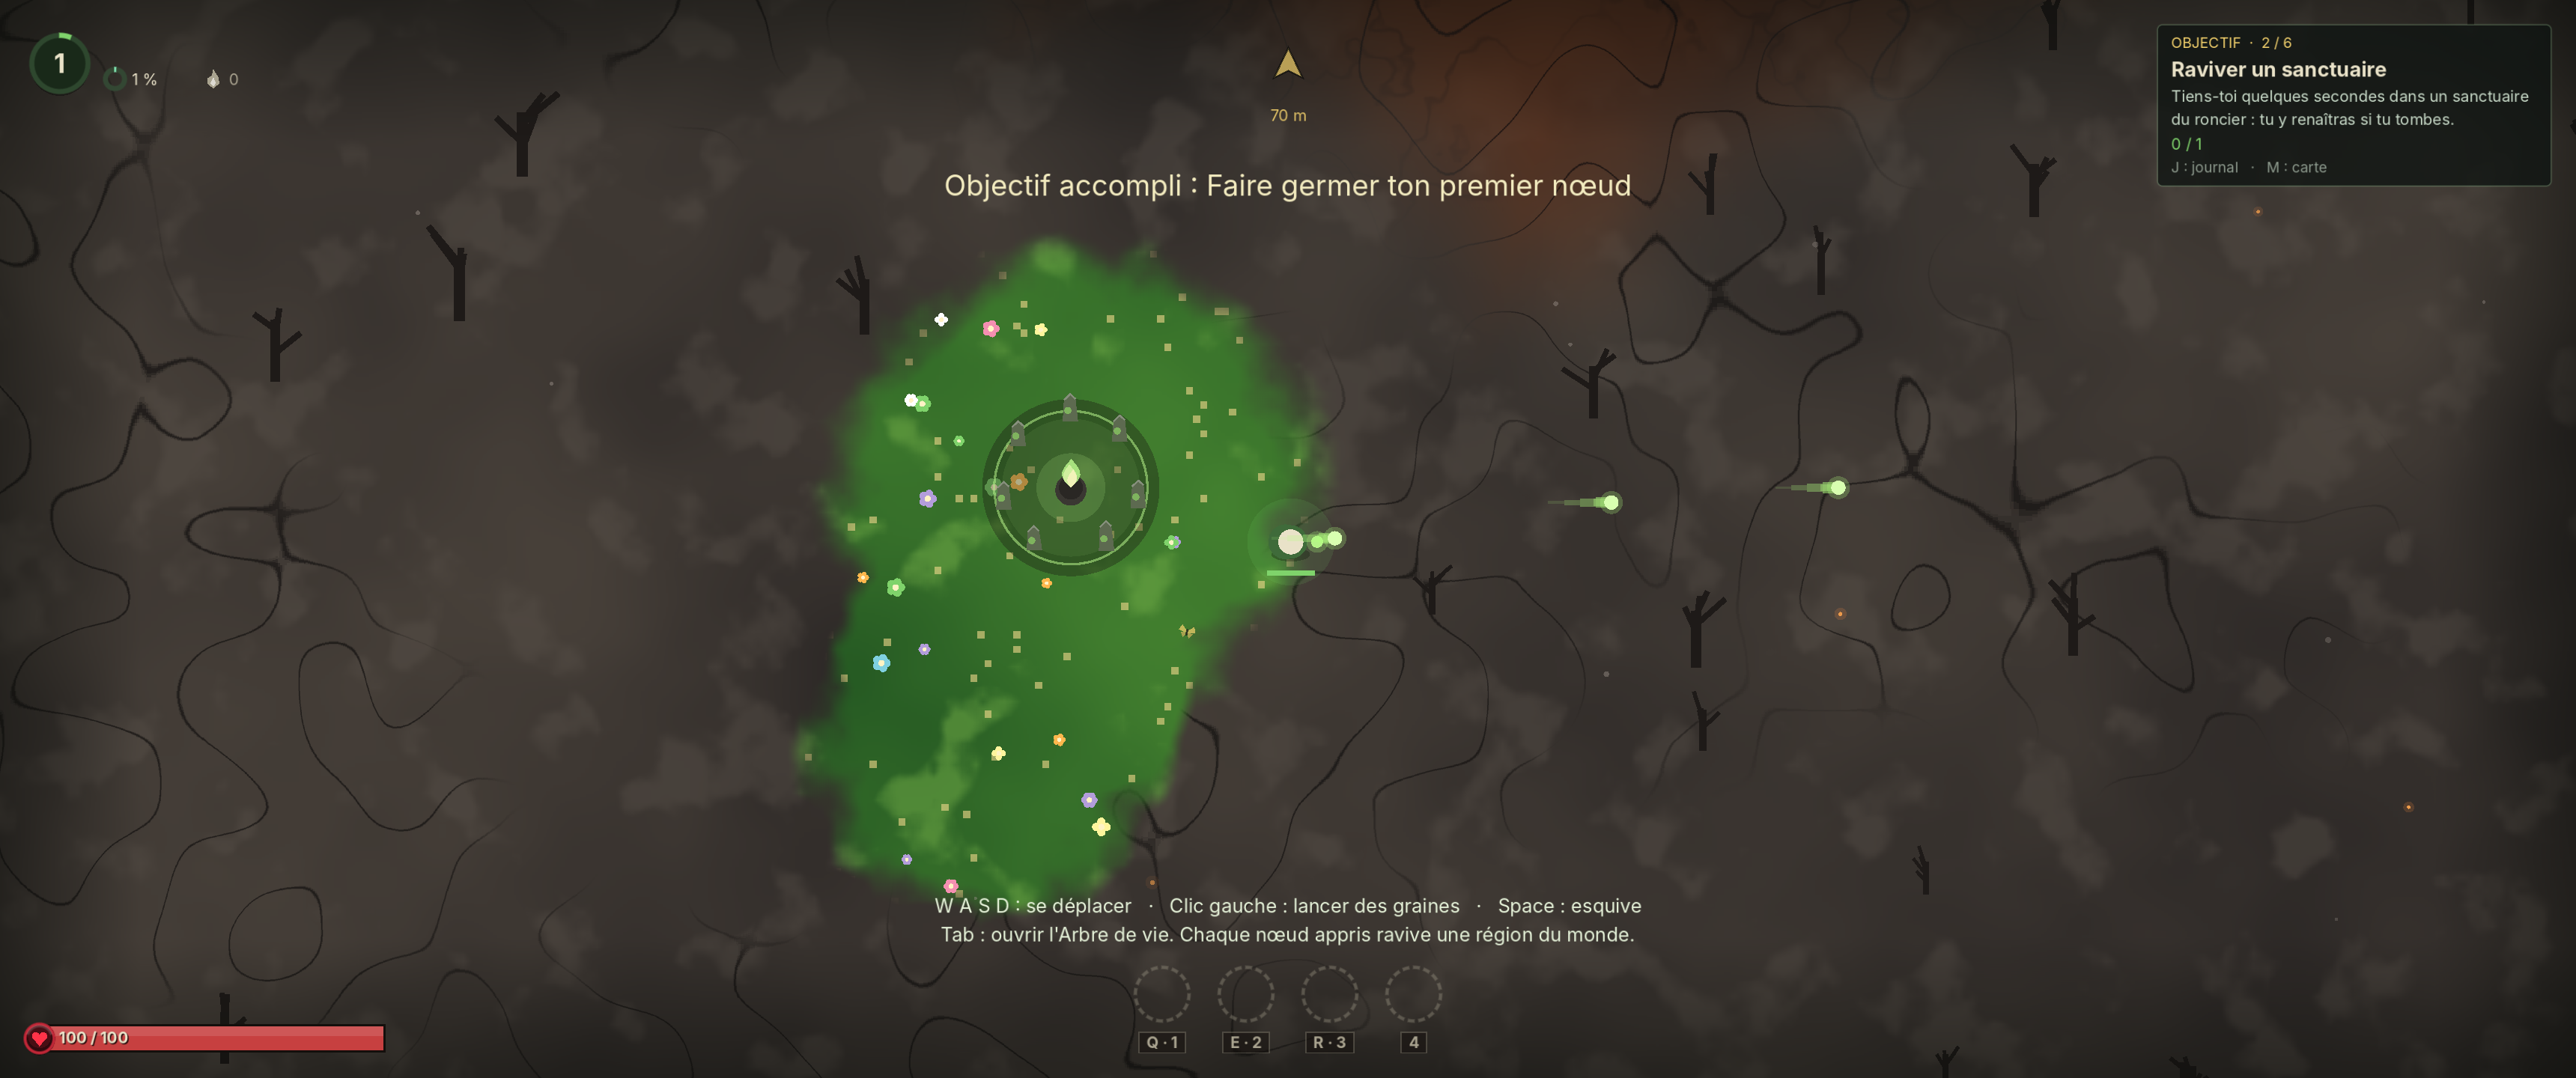 1
1 %
0
70 m
OBJECTIF · 2 / 6
Raviver un sanctuaire
Tiens-toi quelques secondes dans un sanctuaire
du roncier : tu y renaîtras si tu tombes.
0 / 1
J : journal · M : carte
Objectif accompli : Faire germer ton premier nœud
W A S D : se déplacer · Clic gauche : lancer des graines · Space : esquive
Tab : ouvrir l'Arbre de vie. Chaque nœud appris ravive une région du monde.
100 / 100
Q · 1
E · 2
R · 3
4